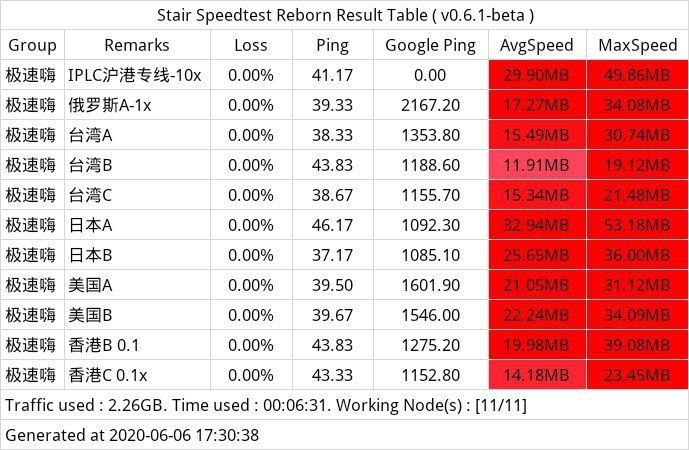 Stair Speedtest Reborn Result Table ( v0.6.1-beta )
Group Remarks Loss Ping Google Ping AvgSpeed MaxSpeed
极速嗨 IPLC沪港专线-10x 0.00% 41.17 0.00 29.90MB 49.86MB
极速嗨 俄罗斯A-1x 0.00% 39.33 2167.20 17.27MB 34.08MB
极速嗨 台湾A 0.00% 38.33 1353.80 15.49MB 30.74MB
极速嗨 台湾B 0.00% 43.83 1188.60 11.91MB 19.12MB
极速嗨 台湾C 0.00% 38.67 1155.70 15.34MB 21.48MB
极速嗨 日本A 0.00% 46.17 1092.30 32.94MB 53.18MB
极速嗨 日本B 0.00% 37.17 1085.10 25.65MB 36.00MB
极速嗨 美国A 0.00% 39.50 1601.90 21.05MB 31.12MB
极速嗨 美国B 0.00% 39.67 1546.00 22.24MB 34.09MB
极速嗨 香港B 0.1 0.00% 43.83 1275.20 19.98MB 39.08MB
极速嗨 香港C 0.1x 0.00% 43.33 1152.80 14.18MB 23.45MB
Traffic used : 2.26GB. Time used : 00:06:31. Working Node(s) : [11/11]
Generated at 2020-06-06 17:30:38